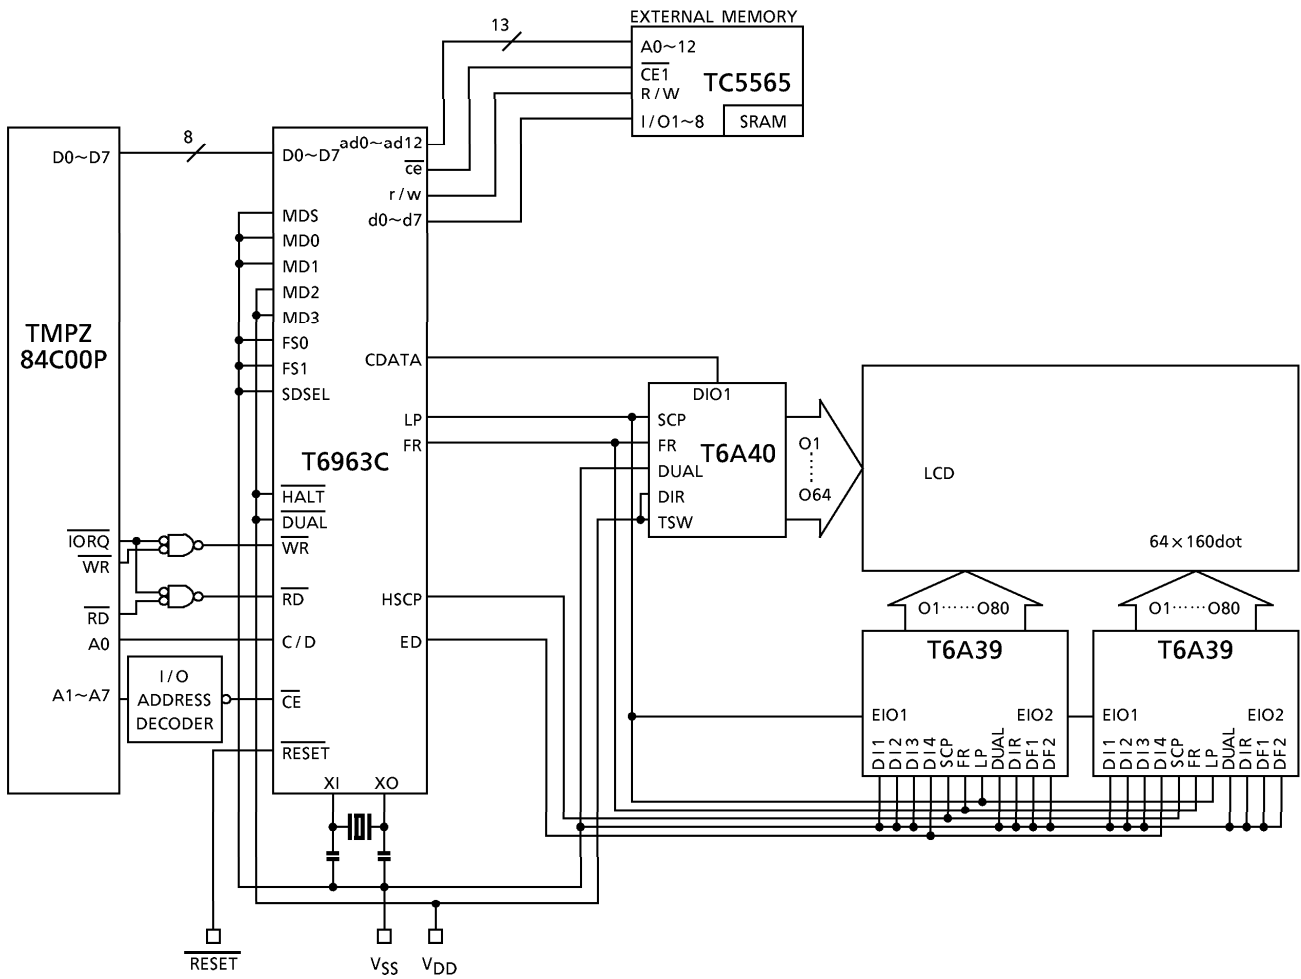 EXTERNAL MEMORY
13
A0~12
CE1
R/W
I/O1~8
TC5565
SRAM
8
D0~D7
TMPZ
84C00P
IORQ
WR
RD
A0
A1~A7
I/O
ADDRESS
DECODER
D0~D7
MDS
MD0
MD1
MD2
MD3
FS0
FS1
SDSEL
HALT
DUAL
WR
RD
C/D
CE
RESET
T6963C
ad0~ad12
ce
r/w
d0~d7
CDATA
LP
FR
HSCP
ED
XI XO
DIO1
SCP
FR
DUAL
DIR
TSW
T6A40
O1
O64
LCD
64×160dot
O1······O80
O1······O80
T6A39
EIO1 EIO2
DI1 DI2 DI3 DI4 SCP FR LP DUAL DIR DF1 DF2
T6A39
EIO1 EIO2
DI1 DI2 DI3 DI4 SCP FR LP DUAL DIR DF1 DF2
RESET
VSS
VDD